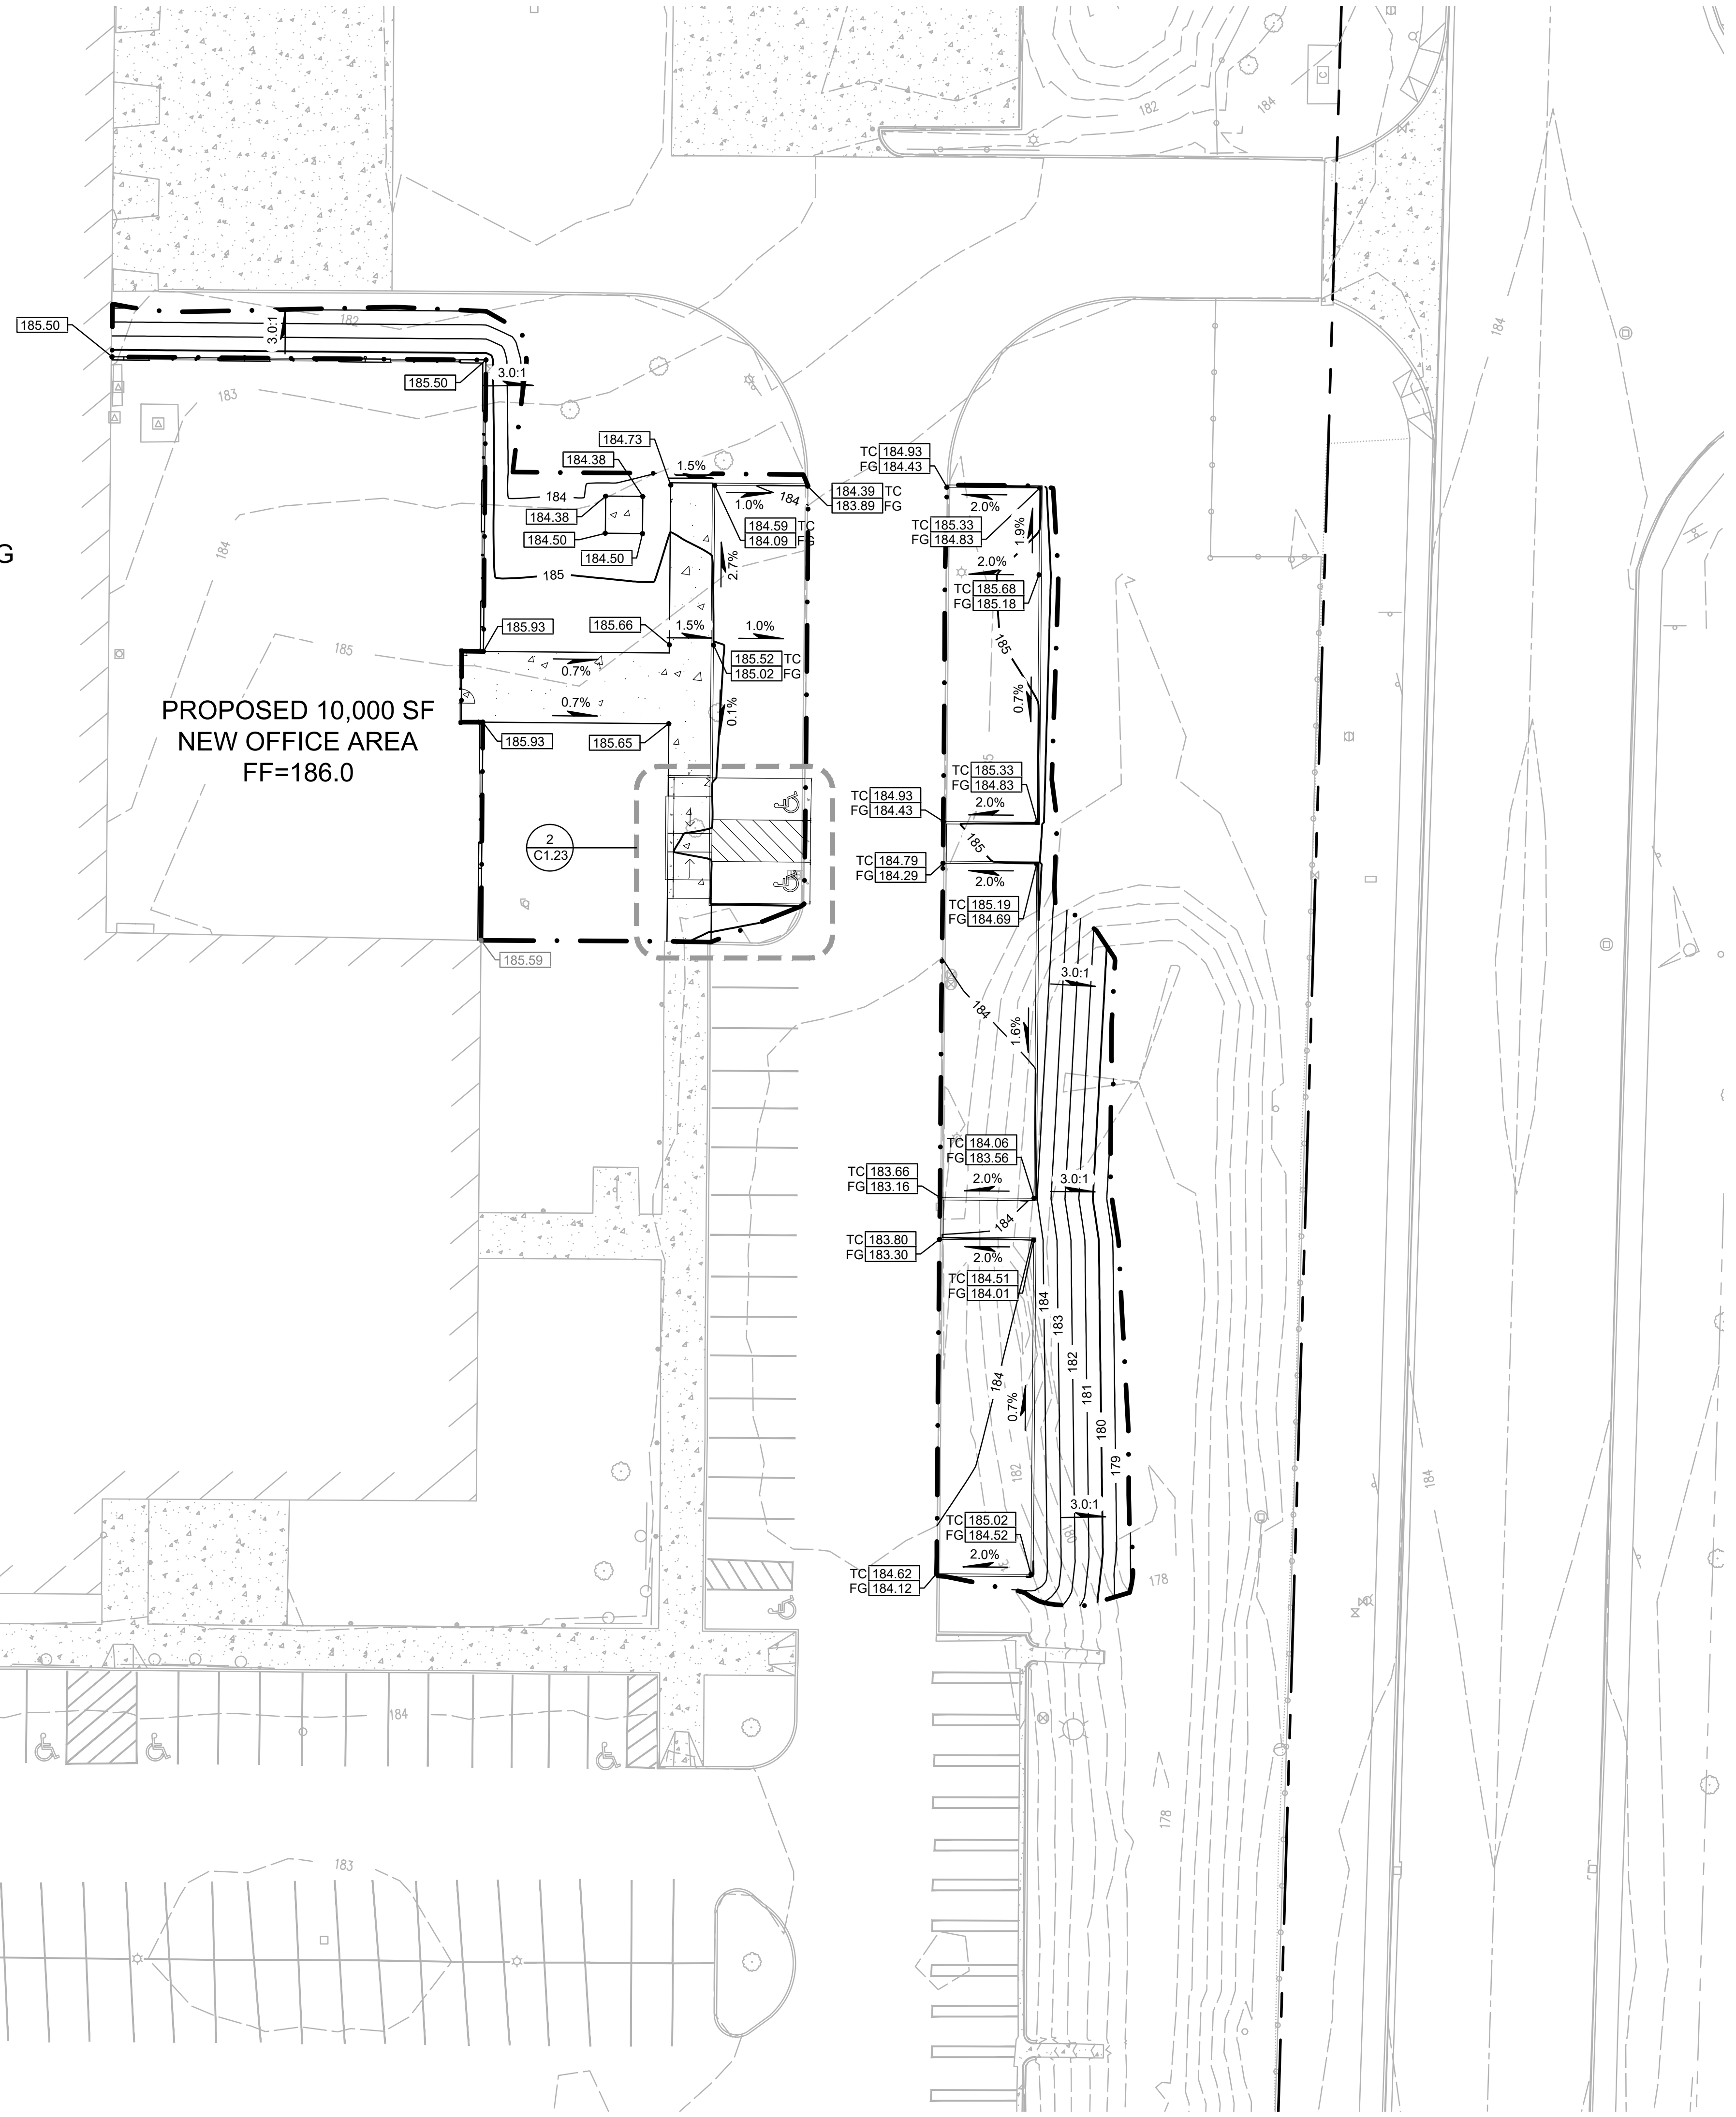 182
184
C
184
182
3.0:1
185.50
3.0:1
185.50
183
184.73
184.38
1.5%
TC 184.93
FG 184.43
184
1.0%
184
184.39 TC
183.89 FG
2.0%
184.38
184.59 TC
184.09 FG
TC 185.33
FG 184.83
1.9%
184.50
184.50
G
184
185
2.7%
2.0%
TC 185.68
FG 185.18
185.93
185.66
1.5%
1.0%
185
185
0.7%
185.52 TC
185.02 FG
0.7%
0.7%
0.1%
PROPOSED 10,000 SF
NEW OFFICE AREA
FF=186.0
185.93
185.65
TC 185.33
FG 184.83
TC 184.93
FG 184.43
2.0%
2
C1.23
185
TC 184.79
FG 184.29
2.0%
TC 185.19
FG 184.69
185.59
3.0:1
184
1.6%
TC 184.06
FG 183.56
TC 183.66
FG 183.16
2.0%
3.0:1
184
TC 183.80
FG 183.30
2.0%
TC 184.51
FG 184.01
184
183
182
181
180
179
184
0.7%
182
184
3.0:1
TC 185.02
FG 184.52
180
2.0%
TC 184.62
FG 184.12
178
184
178
183